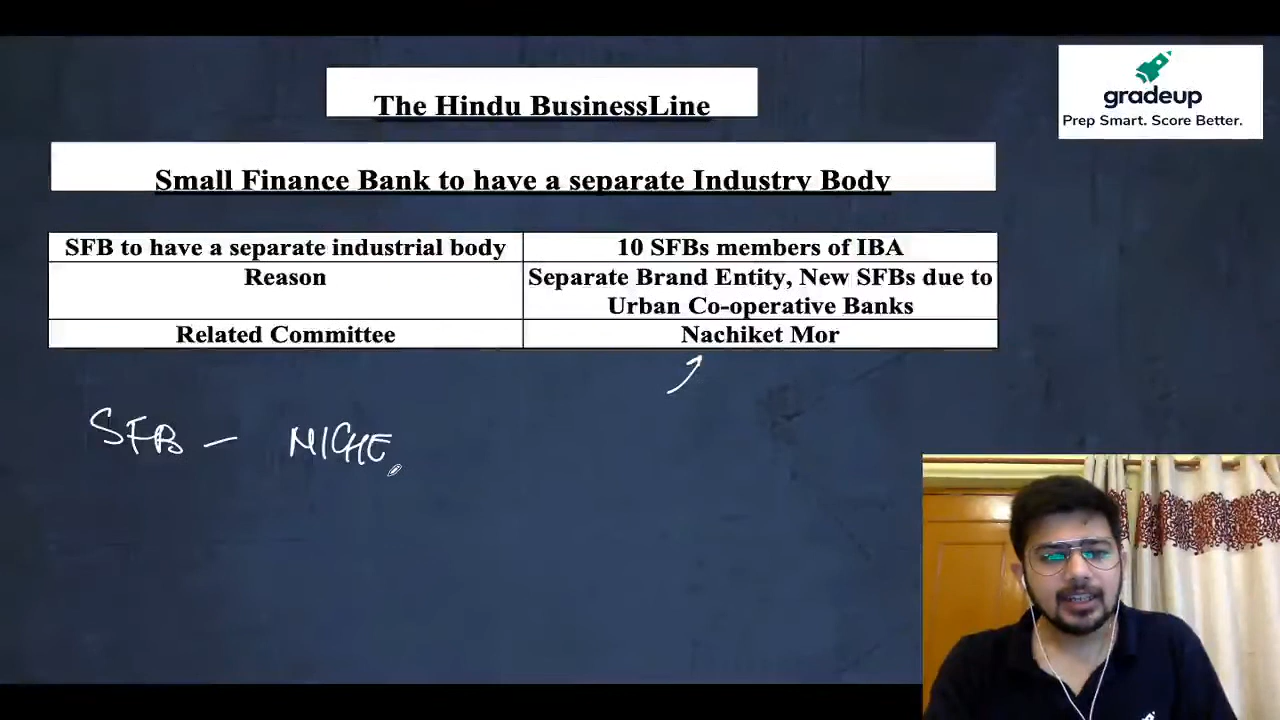 The Hindu BusinessLine
gradeup
Prep Smart. Score Better.
Small Finance Bank to have a separate Industry Body
SFB to have a separate industrial body
10 SFBs members of IBA
Reason
Separate Brand Entity, New SFBs due to
Urban Co-operative Banks
Related Committee
Nachiket Mor
SFB - NICHE
gradeup